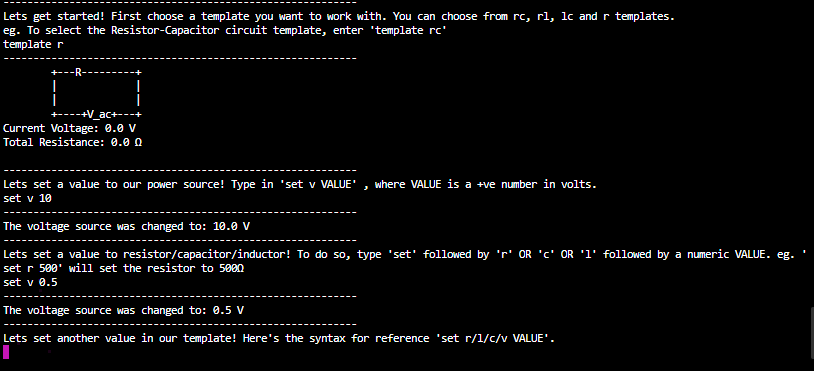 -----------------------------------------------------------
Lets get started! First choose a template you want to work with. You can choose from rc, rl, lc and r templates.
eg. To select the Resistor-Capacitor circuit template, enter 'template rc'
template r
-----------------------------------------------------------
        +---R---------+
        |             |
        |             |
        +----+V_ac+---+
Current Voltage: 0.0 V
Total Resistance: 0.0 Ω

-----------------------------------------------------------
Lets set a value to our power source! Type in 'set v VALUE' , where VALUE is a +ve number in volts.
set v 10
-----------------------------------------------------------
The voltage source was changed to: 10.0 V
-----------------------------------------------------------
Lets set a value to resistor/capacitor/inductor! To do so, type 'set' followed by 'r' OR 'c' OR 'l' followed by a numeric VALUE. eg. '
set r 500' will set the resistor to 500Ω
set v 0.5
-----------------------------------------------------------
The voltage source was changed to: 0.5 V
-----------------------------------------------------------
Lets set another value in our template! Here's the syntax for reference 'set r/l/c/v VALUE'.